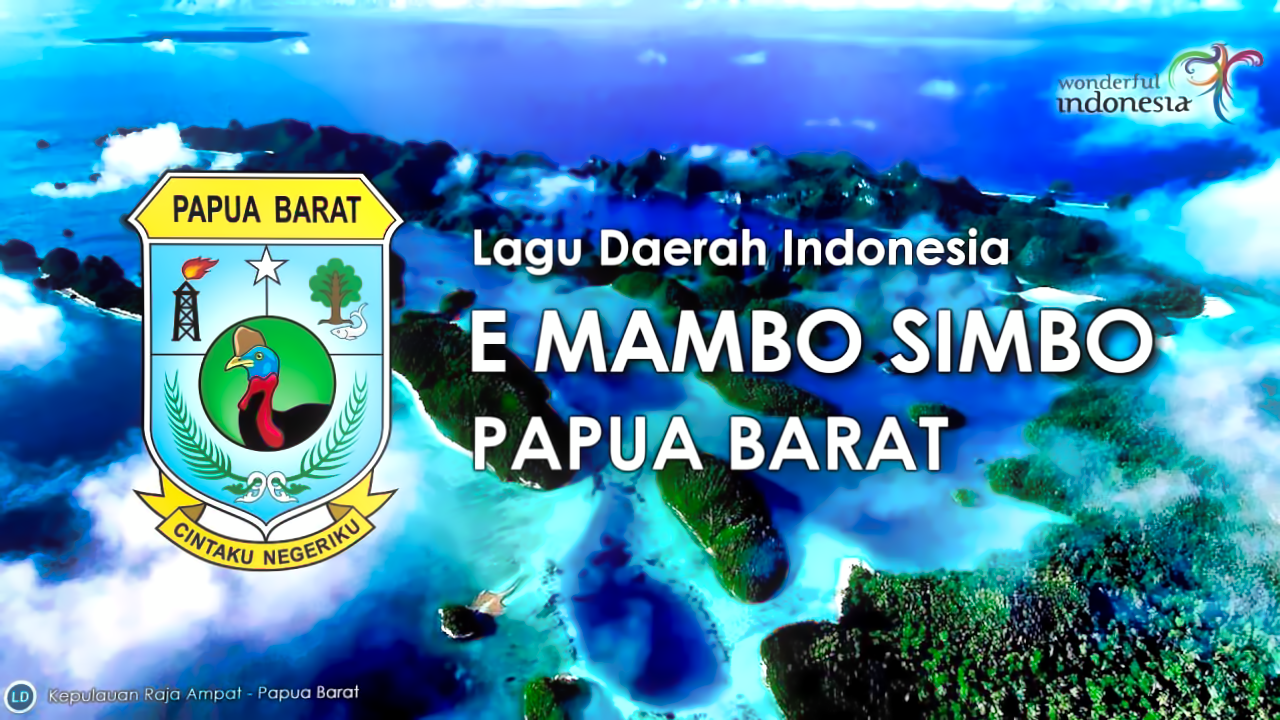 wonderful
indonesia
PAPUA BARAT
Lagu Daerah Indonesia
E MAMBO SIMBO
PAPUA BARAT
CINTAKU NEGERIKU
LD Kepulauan Raja Ampat - Papua Barat